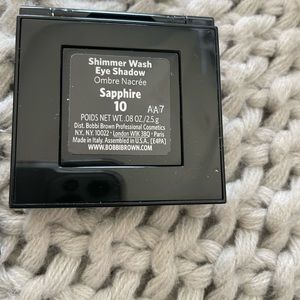 Shimmer Wash
Eye Shadow
Ombre Nacrée
Sapphire
10
AA7
POIDS NET WT. .08 OZ./2.5 g
Dist. Bobbi Brown Professional Cosmetics
N.Y., N.Y. 10022 · London W1K 3BQ · Paris
Made in Italy. Assembled in U.S.A. [E4PA]
WWW.BOBBIBROWN.COM